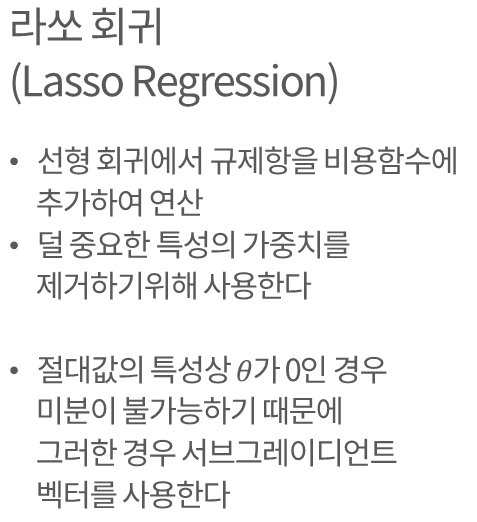 라쏘 회귀
(Lasso Regression)
• 선형 회귀에서 규제항을 비용함수에
추가하여 연산
• 덜 중요한 특성의 가중치를
제거하기위해 사용한다
• 절대값의 특성상 θ가 0인 경우
미분이 불가능하기 때문에
그러한 경우 서브그레이디언트
벡터를 사용한다